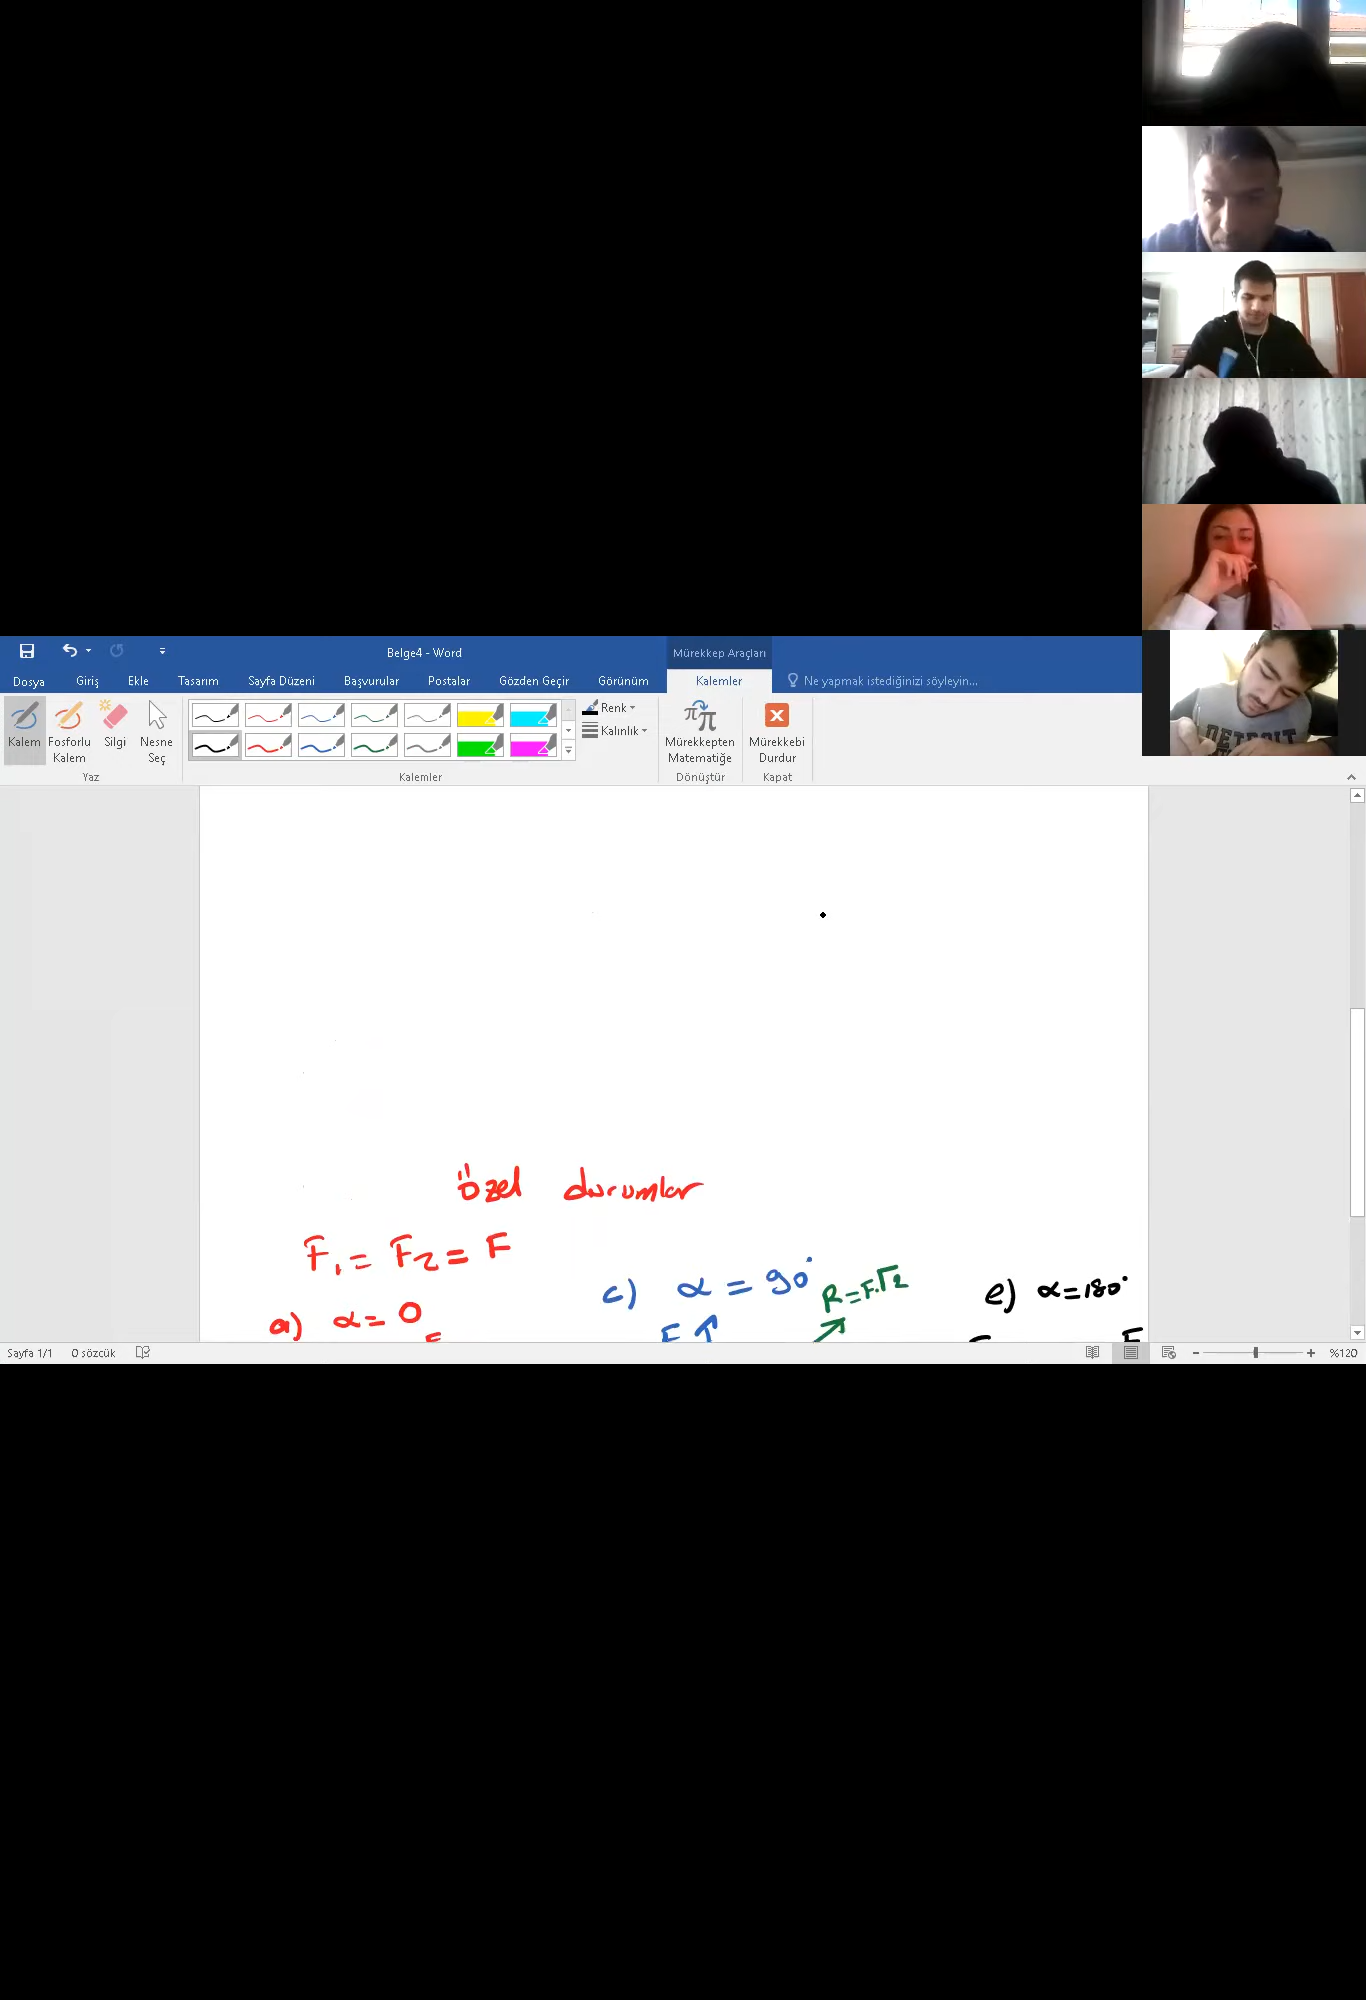 Belge4 - Word
Mürekkep Araçları
Dosya Giriş Ekle Tasarım Sayfa Düzeni Başvurular Postalar Gözden Geçir Görünüm Kalemler Ne yapmak istediğinizi söyleyin...
Kalem
Fosforlu Kalem
Silgi
Nesne Seç
Yaz
Kalemler
Renk
Kalınlık
Mürekkepten Matematiğe
Dönüştür
Mürekkebi Durdur
Kapat
DETROIT
özel durumlar
F₁ = F₂ = F
a) α = 0
F
c) α = 90°
R = F.√2
F
e) α = 180°
F
Sayfa 1/1 0 sözcük %120